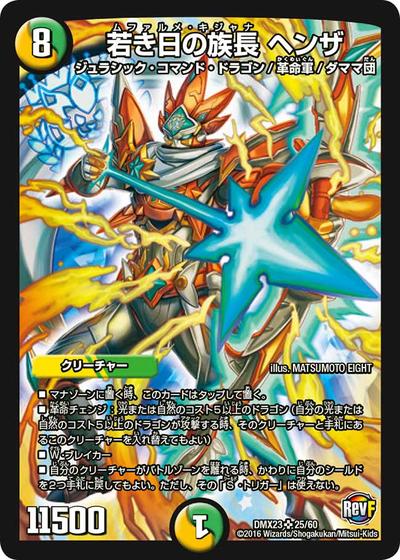 8
ムファルメ・キジャナ
若き日の族長 ヘンザ
ジュラシック・コマンド・ドラゴン/革命軍/ダママ団
illus. MATSUMOTO EIGHT
クリーチャー
■マナゾーンに置く時、このカードはタップして置く。
■革命チェンジ:光または自然のコスト5以上のドラゴン(自分の光または
自然のコスト5以上のドラゴンが攻撃する時、そのクリーチャーと手札にあ
るこのクリーチャーを入れ替えてもよい)
■W・ブレイカー
■自分のクリーチャーがバトルゾーンを離れる時、かわりに自分のシールド
を2つ手札に戻してもよい。ただし、その「S・トリガー」は使えない。
11500
1
RevF
DMX23 25/60
©2016 Wizards/Shogakukan/Mitsui-Kids